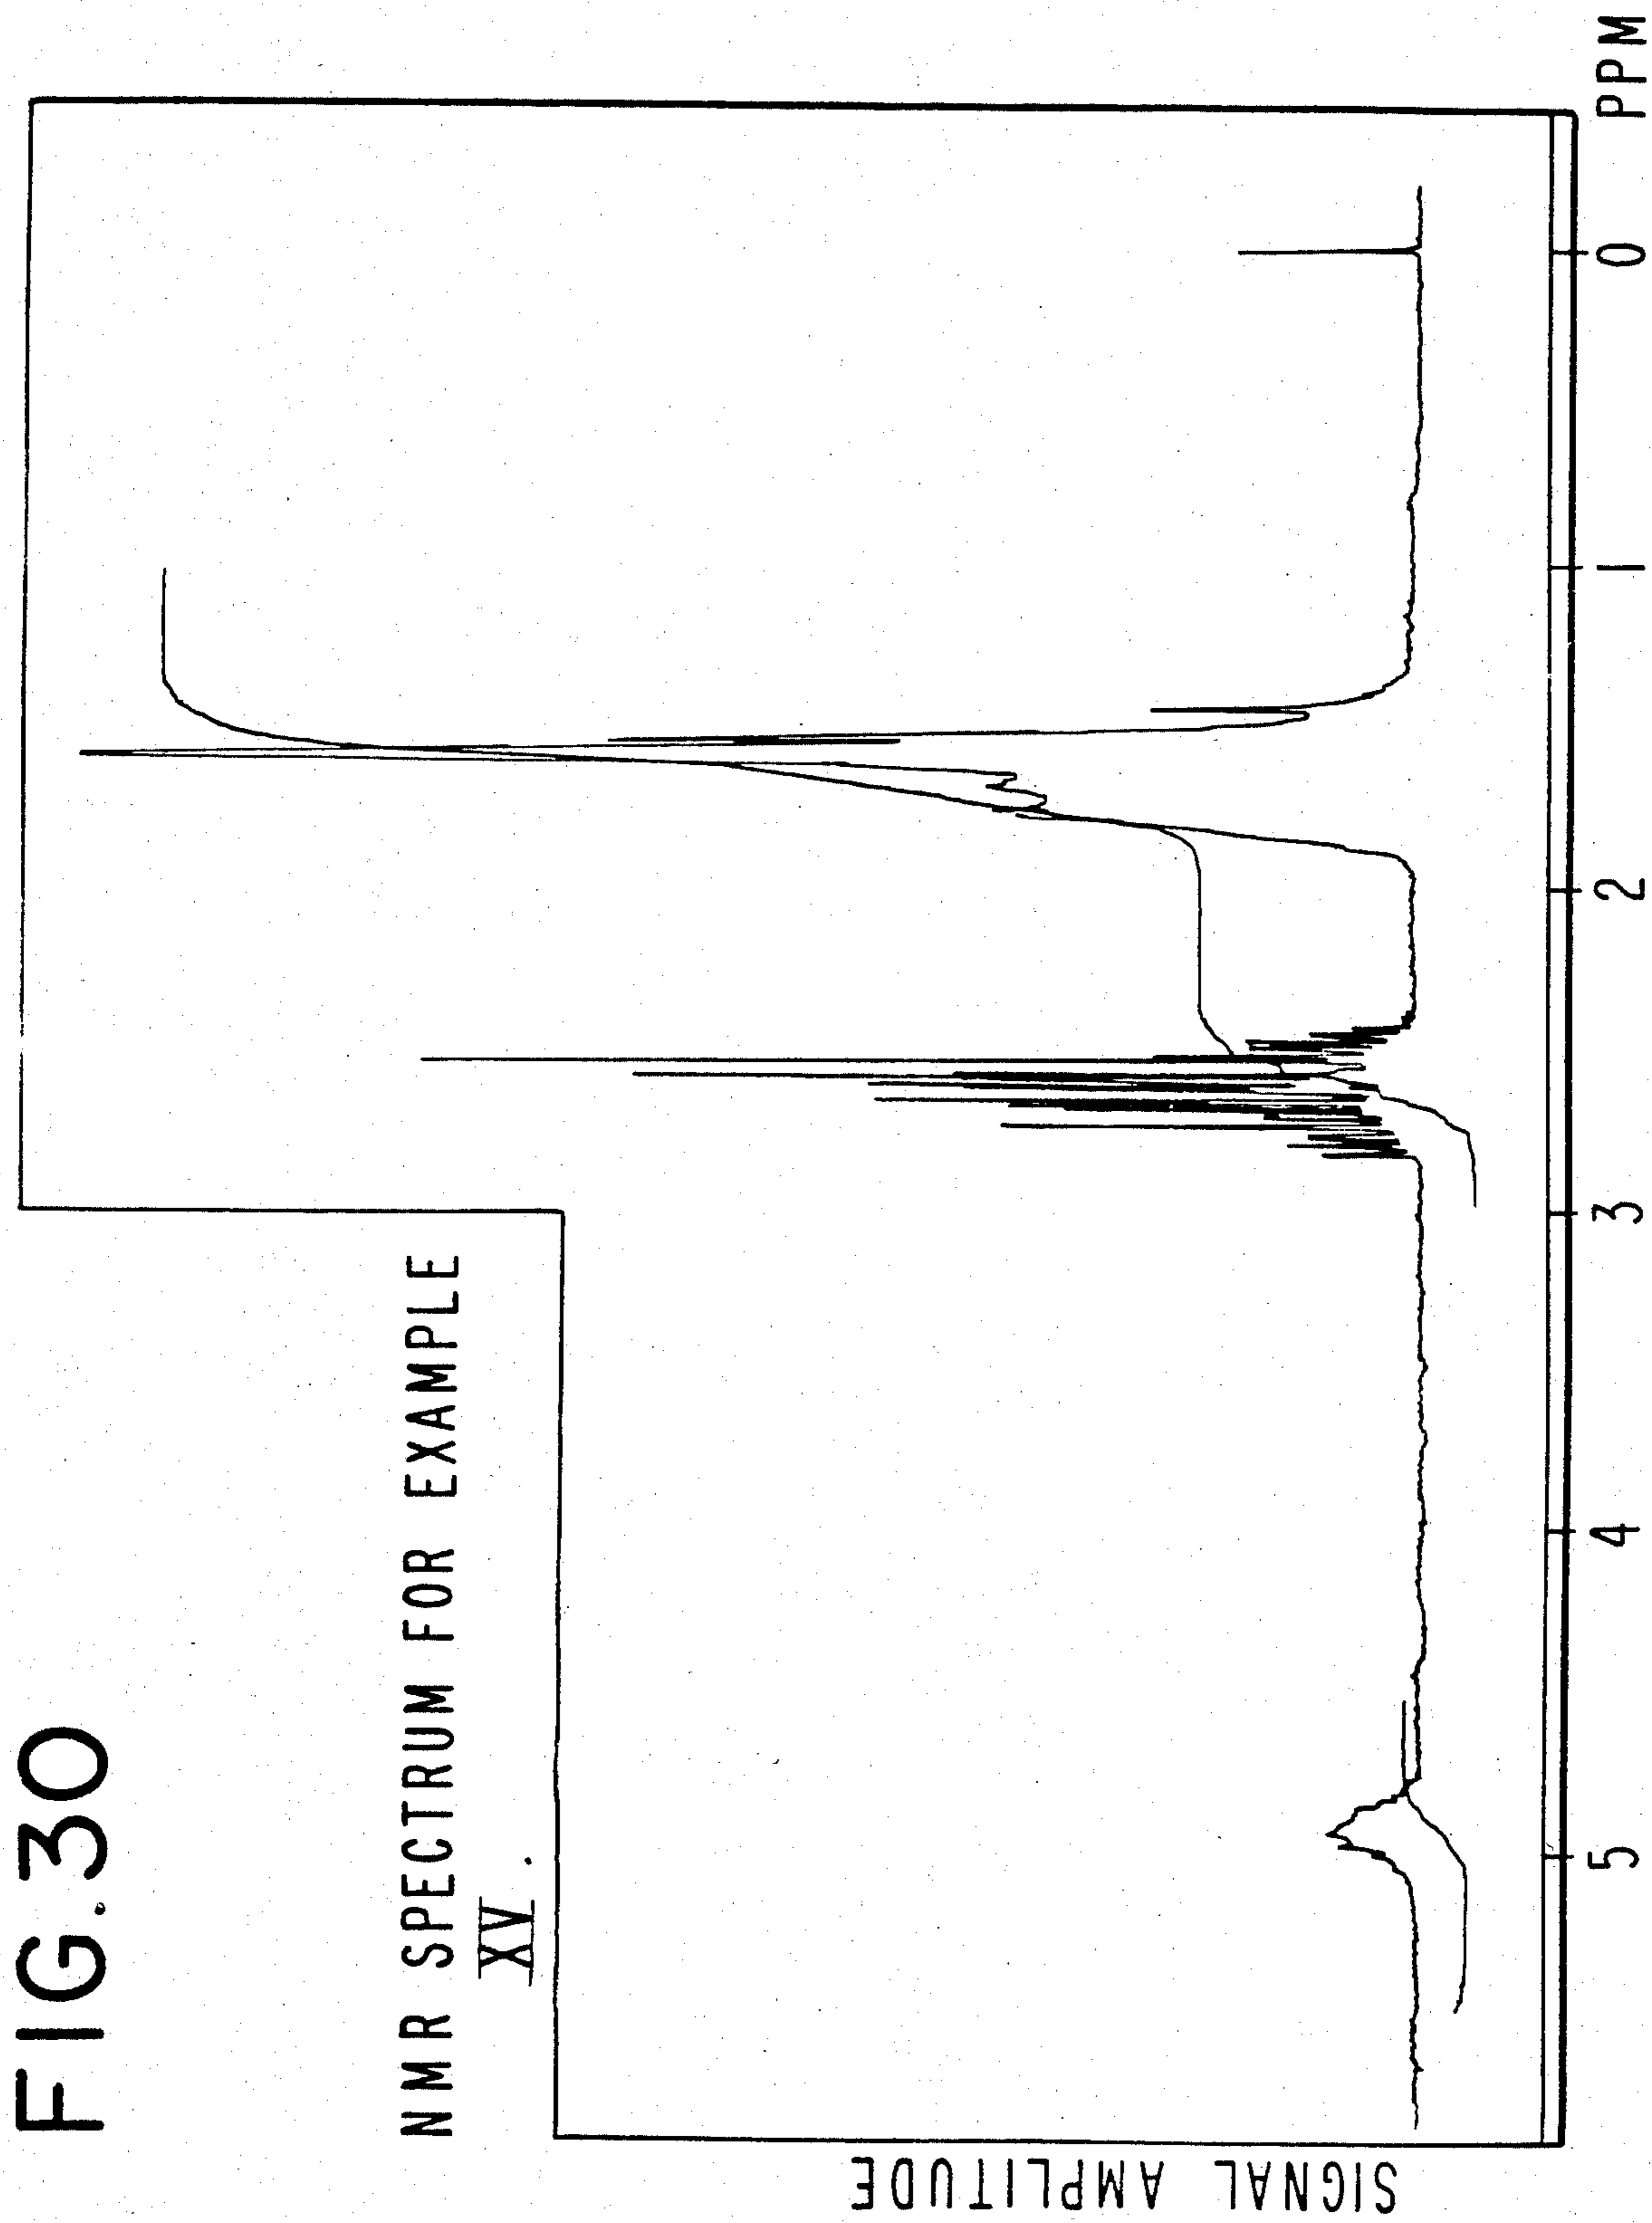 FIG.30
NMR SPECTRUM FOR EXAMPLE
XV.
SIGNAL AMPLITUDE
5 4 3 2 1 0 PPM